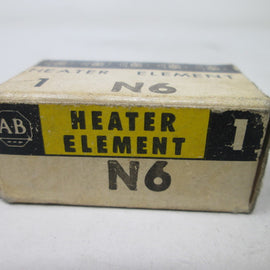 HEATER ELEMENT
1 N6
AB HEATER 1
ELEMENT
N6